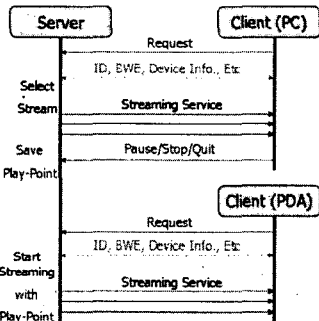 Server
Client (PC)
Request
ID, BWE, Device Info., Etc
Select
Stream
Streaming Service
Save
Play-Point
Pause/Stop/Quit
Client (PDA)
Request
ID, BWE, Device Info., Etc
Start
Streaming
with
Play-Point
Streaming Service